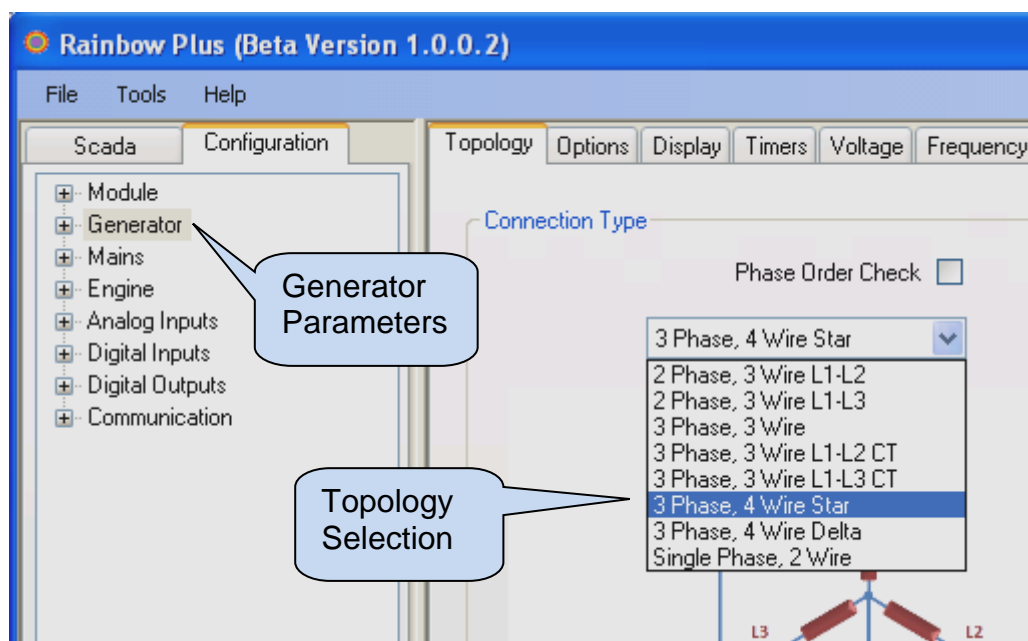 Rainbow Plus (Beta Version 1.0.0.2)
File Tools Help
Scada Configuration
Module
Generator
Mains
Engine
Analog Inputs
Digital Inputs
Digital Outputs
Communication
Generator
Parameters
Topology Options Display Timers Voltage Frequency
Connection Type
Phase Order Check
3 Phase, 4 Wire Star
2 Phase, 3 Wire L1-L2
2 Phase, 3 Wire L1-L3
3 Phase, 3 Wire
3 Phase, 3 Wire L1-L2 CT
3 Phase, 3 Wire L1-L3 CT
3 Phase, 4 Wire Star
3 Phase, 4 Wire Delta
Single Phase, 2 Wire
Topology
Selection
L3 L2